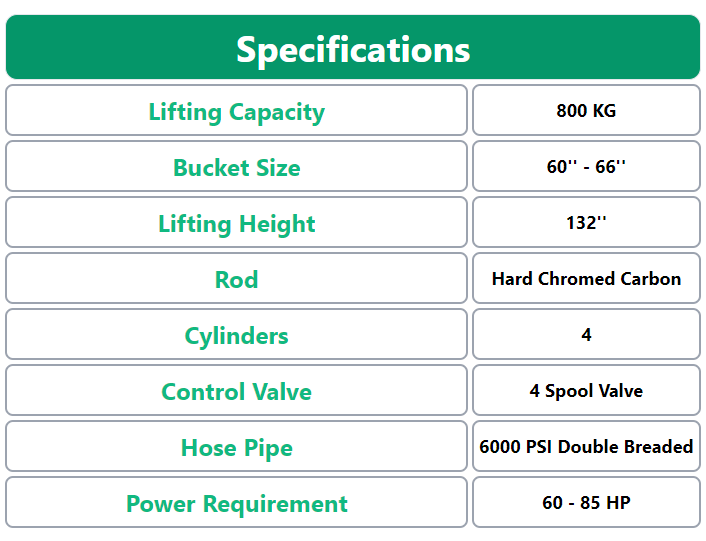 Specifications
Lifting Capacity 800 KG
Bucket Size 60'' - 66''
Lifting Height 132''
Rod Hard Chromed Carbon
Cylinders 4
Control Valve 4 Spool Valve
Hose Pipe 6000 PSI Double Breaded
Power Requirement 60 - 85 HP